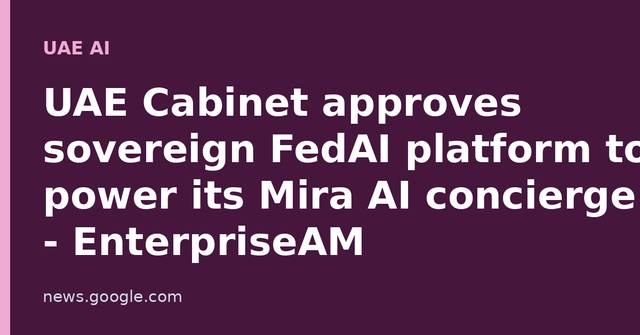 UAE AI
UAE Cabinet approves
sovereign FedAI platform to
power its Mira AI concierge
- EnterpriseAM
news.google.com